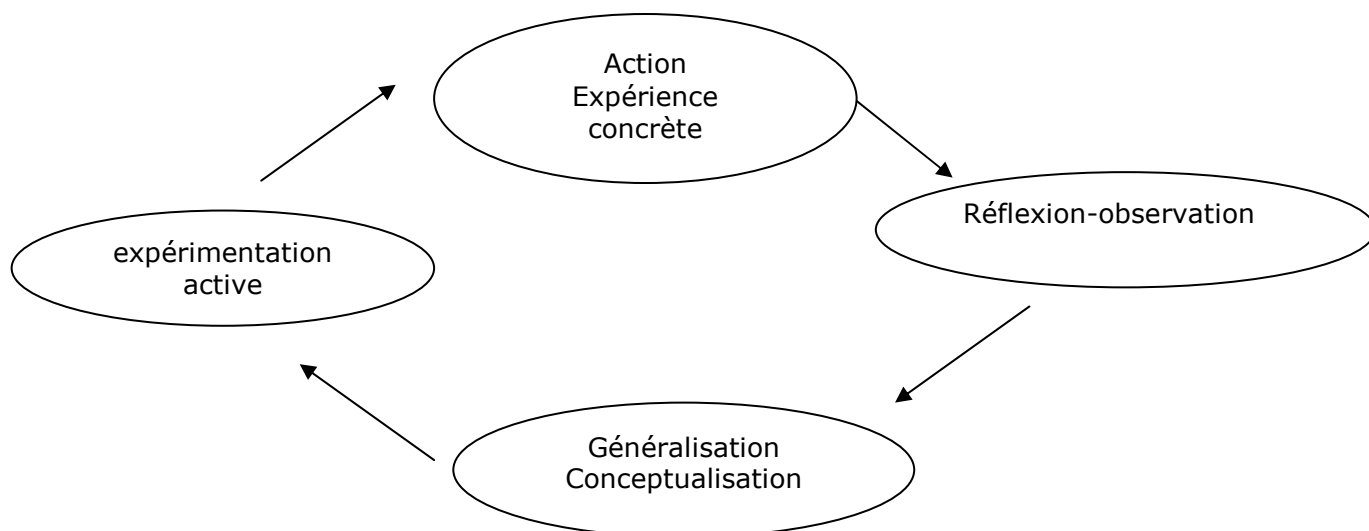 Action
Expérience
concrète
Réflexion-observation
expérimentation
active
Généralisation
Conceptualisation